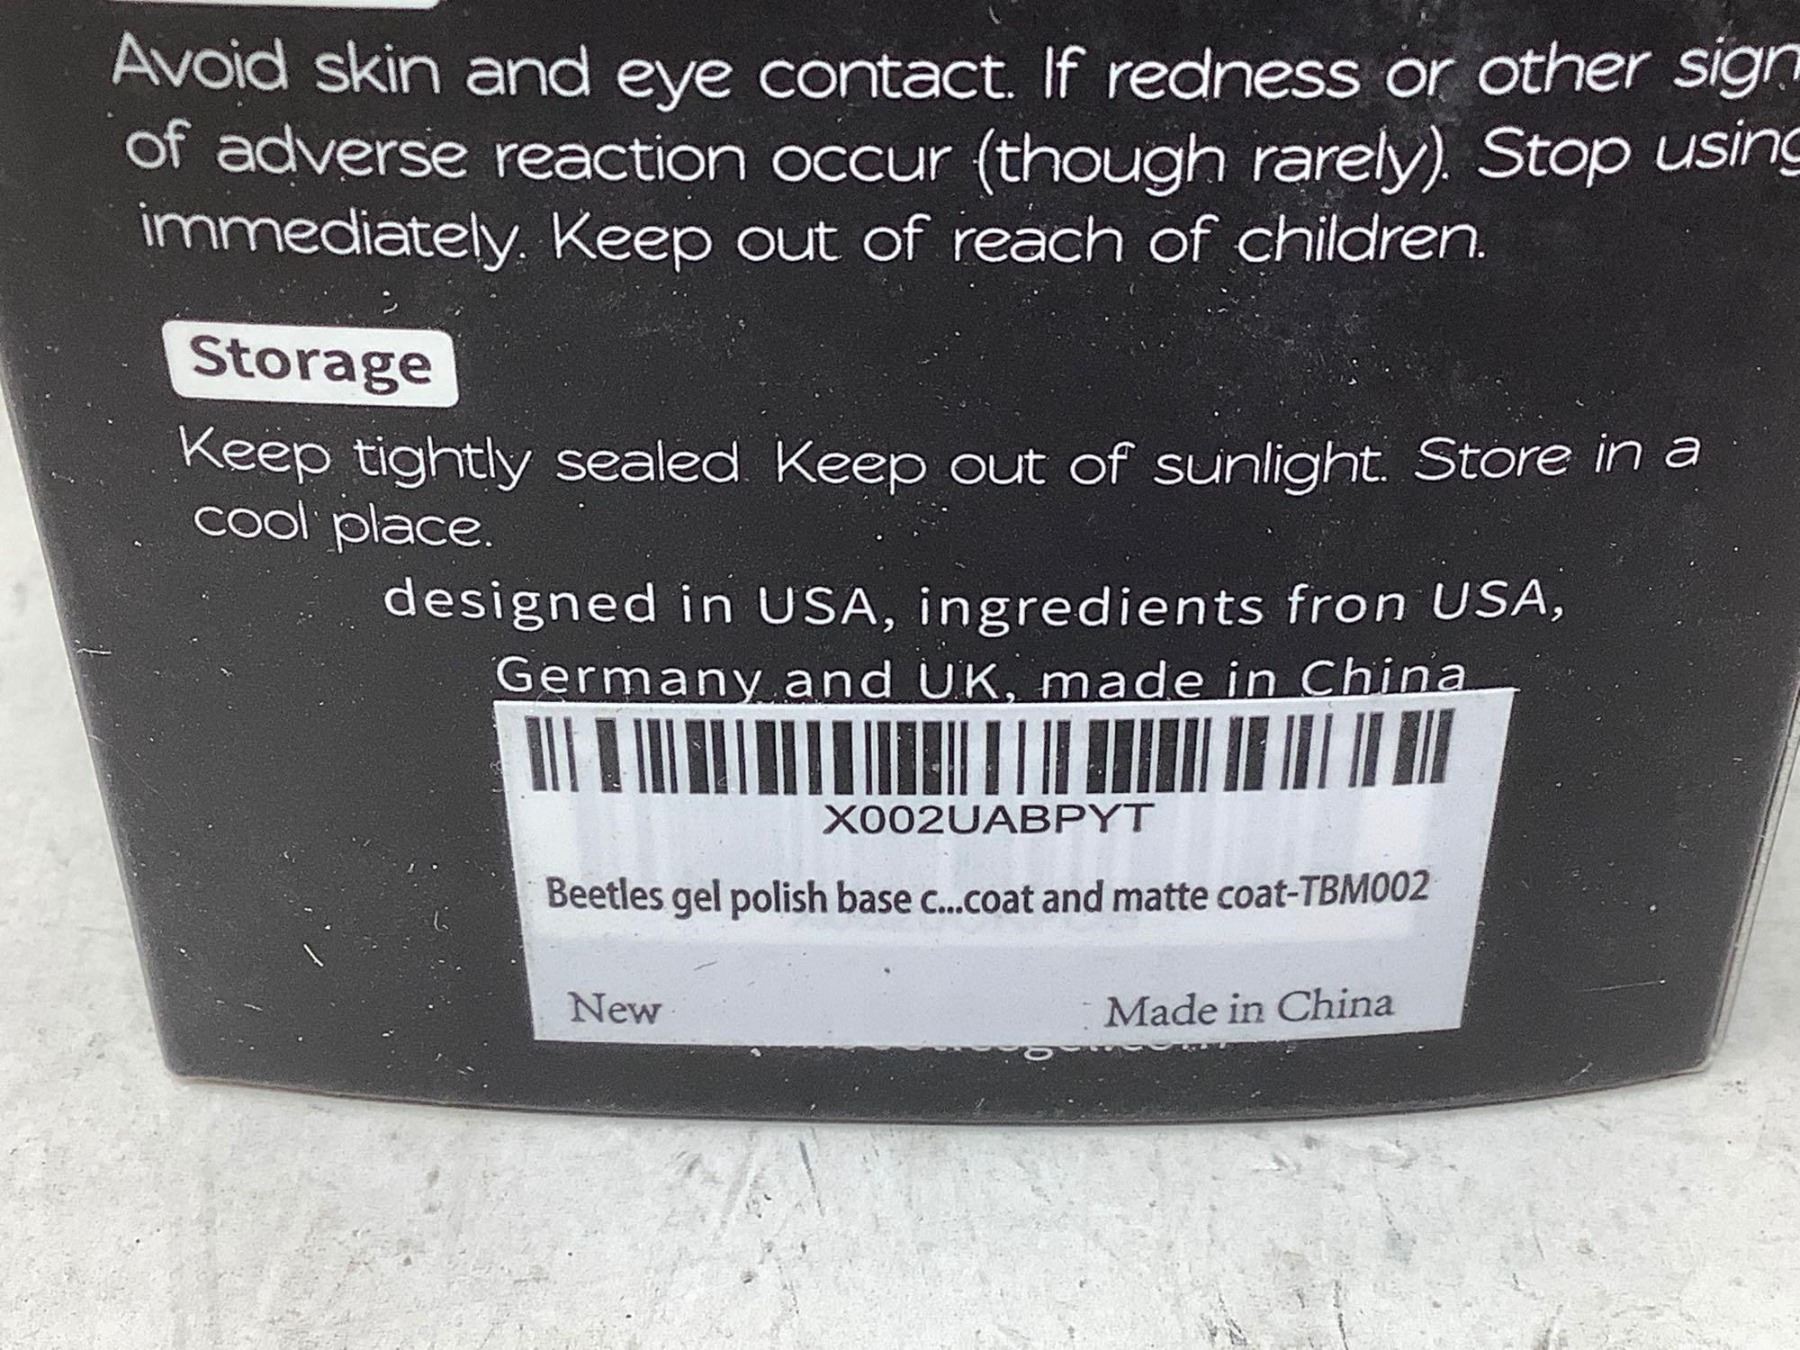 Avoid skin and eye contact. If redness or other sign
of adverse reaction occur (though rarely). Stop using
immediately. Keep out of reach of children.
Storage
Keep tightly sealed. Keep out of sunlight. Store in a
cool place.
designed in USA, ingredients fron USA,
Germany and UK, made in China
X002UABPYT
Beetles gel polish base c...coat and matte coat-TBM002
New
Made in China